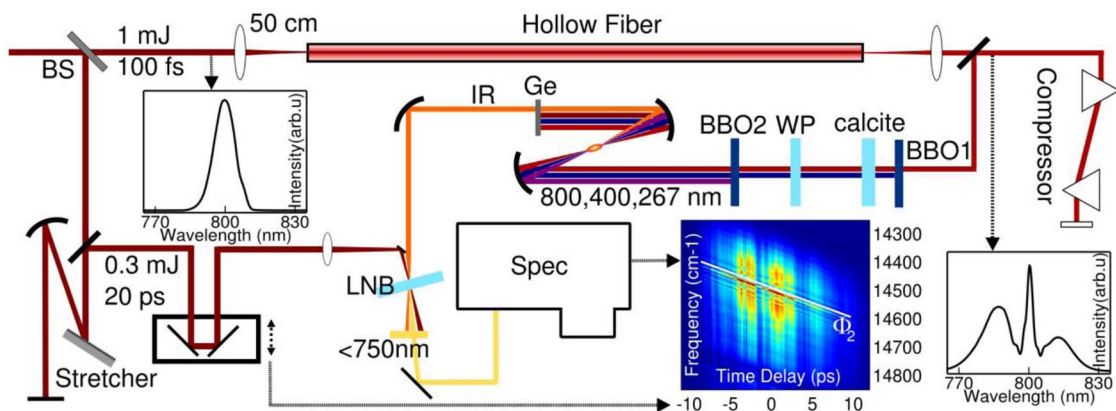 50 cm
Hollow Fiber
1 mJ
BS
100 fs
Intensity(arb.u)
770 800 830
Wavelength (nm)
IR
Ge
BBO2 WP calcite
BBO1
800,400,267 nm
Compressor
0.3 mJ
20 ps
Stretcher
LNB
<750nm
Spec
Frequency (cm-1)
Φ2
Time Delay (ps)
-10 -5 0 5 10
14300
14400
14500
14600
14700
14800
Intensity(arb.u)
770 800 830
Wavelength (nm)